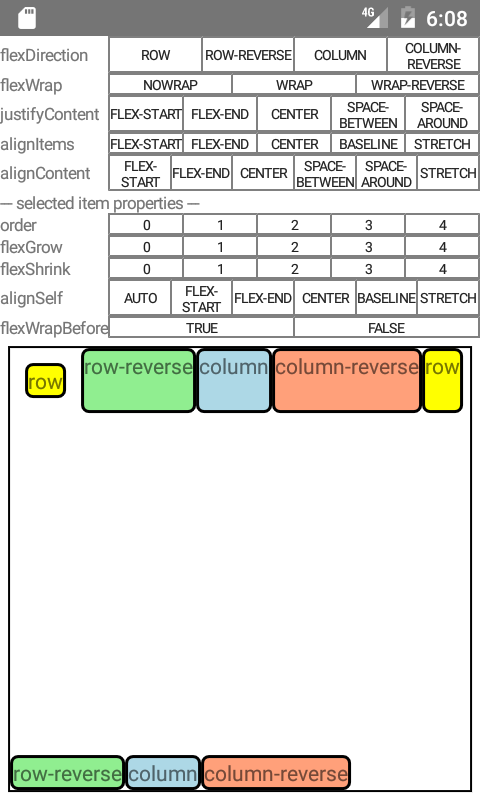 4G 6:08
flexDirection ROW ROW-REVERSE COLUMN COLUMN-
REVERSE
flexWrap NOWRAP WRAP WRAP-REVERSE
justifyContent FLEX-START FLEX-END CENTER SPACE-
BETWEEN SPACE-
AROUND
alignItems FLEX-START FLEX-END CENTER BASELINE STRETCH
alignContent FLEX-
START FLEX-END CENTER SPACE-
BETWEEN SPACE-
AROUND STRETCH
--- selected item properties ---
order 0 1 2 3 4
flexGrow 0 1 2 3 4
flexShrink 0 1 2 3 4
alignSelf AUTO FLEX-
START FLEX-END CENTER BASELINE STRETCH
flexWrapBefore TRUE FALSE
row row-reverse column column-reverse row
row-reverse column column-reverse